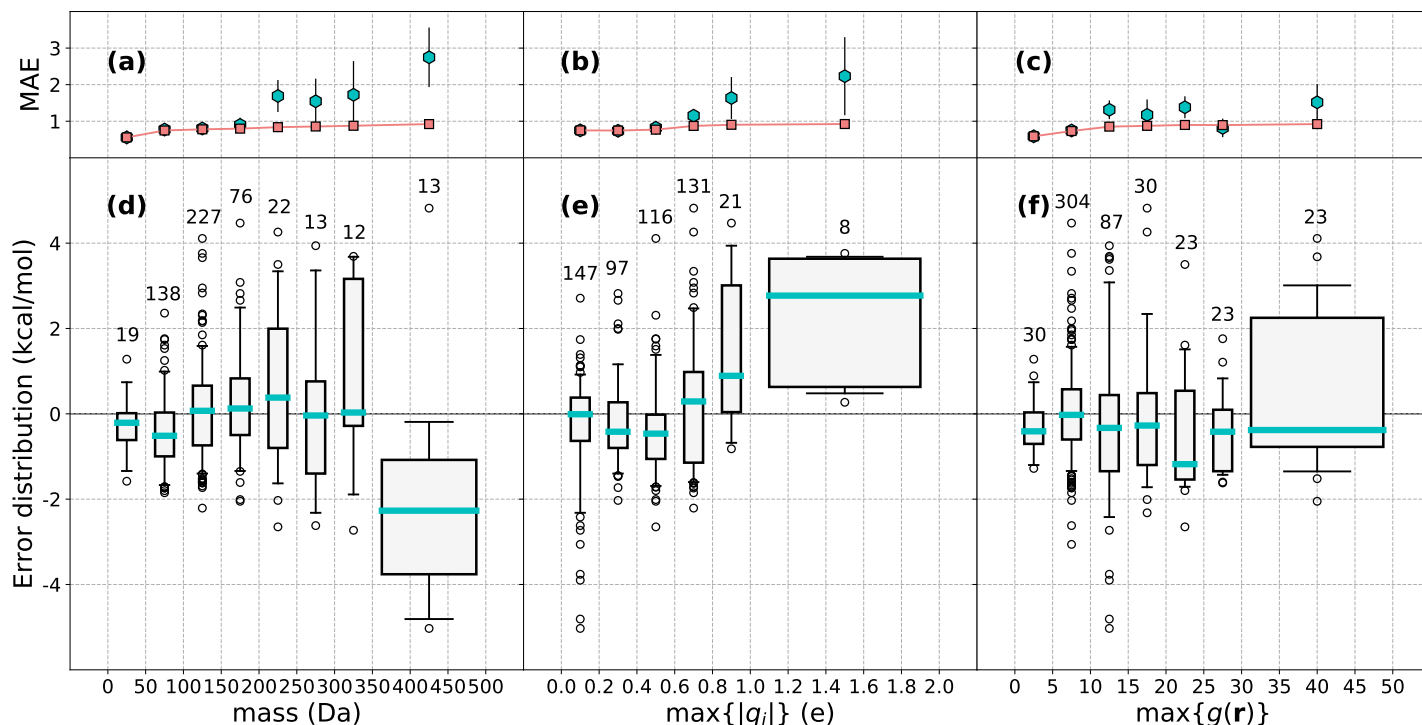 (a)
(b)
(c)
MAE
3
2
1
(d)
(e)
(f)
Error distribution (kcal/mol)
4
2
0
-2
-4
19
138
227
76
22
13
12
13
147
97
116
131
21
8
30
304
87
30
23
23
23
0 50 100 150 200 250 300 350 400 450 500
0.0 0.2 0.4 0.6 0.8 1.0 1.2 1.4 1.6 1.8 2.0
0 5 10 15 20 25 30 35 40 45 50
mass (Da)
max{|q_i|} (e)
max{g(r)}